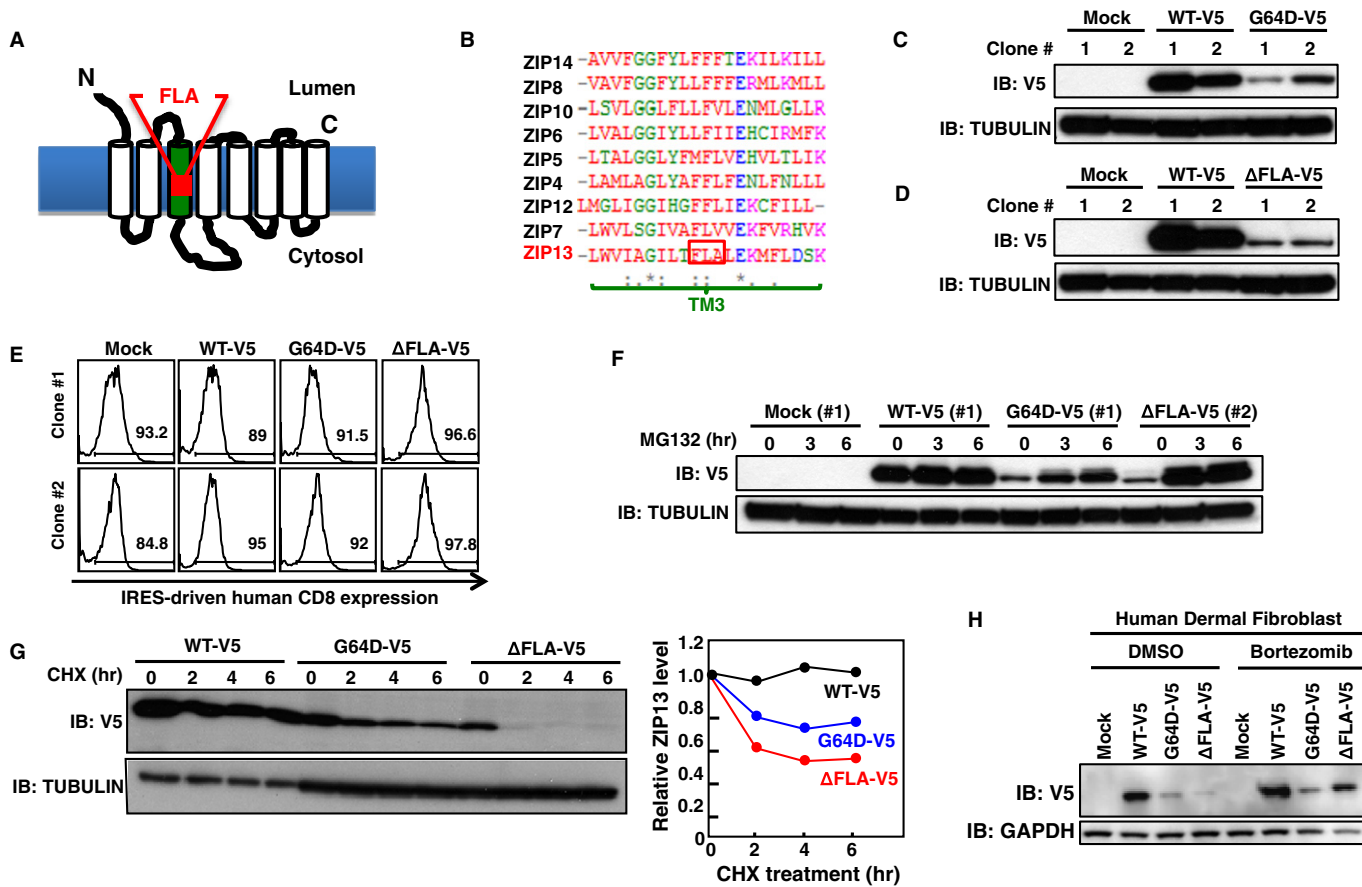 A
N
FLA
Lumen
C
Cytosol
B
ZIP14 -AVVFGGFYLFFFTEKILKILL
ZIP8 -VAVFGGFYLLFFFERMLKMLL
ZIP10 -LSVLGGLFLLFVLENMLGLLR
ZIP6 -LVALGGIYLLFIIEHCIRMFK
ZIP5 -LTALGGLYFMFLVEHVLTLIK
ZIP4 -LAMLAGLYAFFLFENLFNLLL
ZIP12 LMGLIGGIHGFFLIEKCFILL-
ZIP7 -LWVLSGIVAFLVVEKFVRHVK
ZIP13 -LWVIAGILTFLALEKMFLDSK
:.*: :: * . .
TM3
C
Mock WT-V5 G64D-V5
Clone # 1 2 1 2 1 2
IB: V5
IB: TUBULIN
D
Mock WT-V5 ΔFLA-V5
Clone # 1 2 1 2 1 2
IB: V5
IB: TUBULIN
E
Mock WT-V5 G64D-V5 ΔFLA-V5
Clone #1
93.2 89 91.5 96.6
Clone #2
84.8 95 92 97.8
IRES-driven human CD8 expression
F
Mock (#1) WT-V5 (#1) G64D-V5 (#1) ΔFLA-V5 (#2)
MG132 (hr) 0 3 6 0 3 6 0 3 6 0 3 6
IB: V5
IB: TUBULIN
G
WT-V5 G64D-V5 ΔFLA-V5
CHX (hr) 0 2 4 6 0 2 4 6 0 2 4 6
IB: V5
IB: TUBULIN
Relative ZIP13 level
1.2
1.0
0.8
0.6
0.4
0.2
0
WT-V5
G64D-V5
ΔFLA-V5
0 2 4 6
CHX treatment (hr)
H
Human Dermal Fibroblast
DMSO Bortezomib
Mock WT-V5 G64D-V5 ΔFLA-V5 Mock WT-V5 G64D-V5 ΔFLA-V5
IB: V5
IB: GAPDH